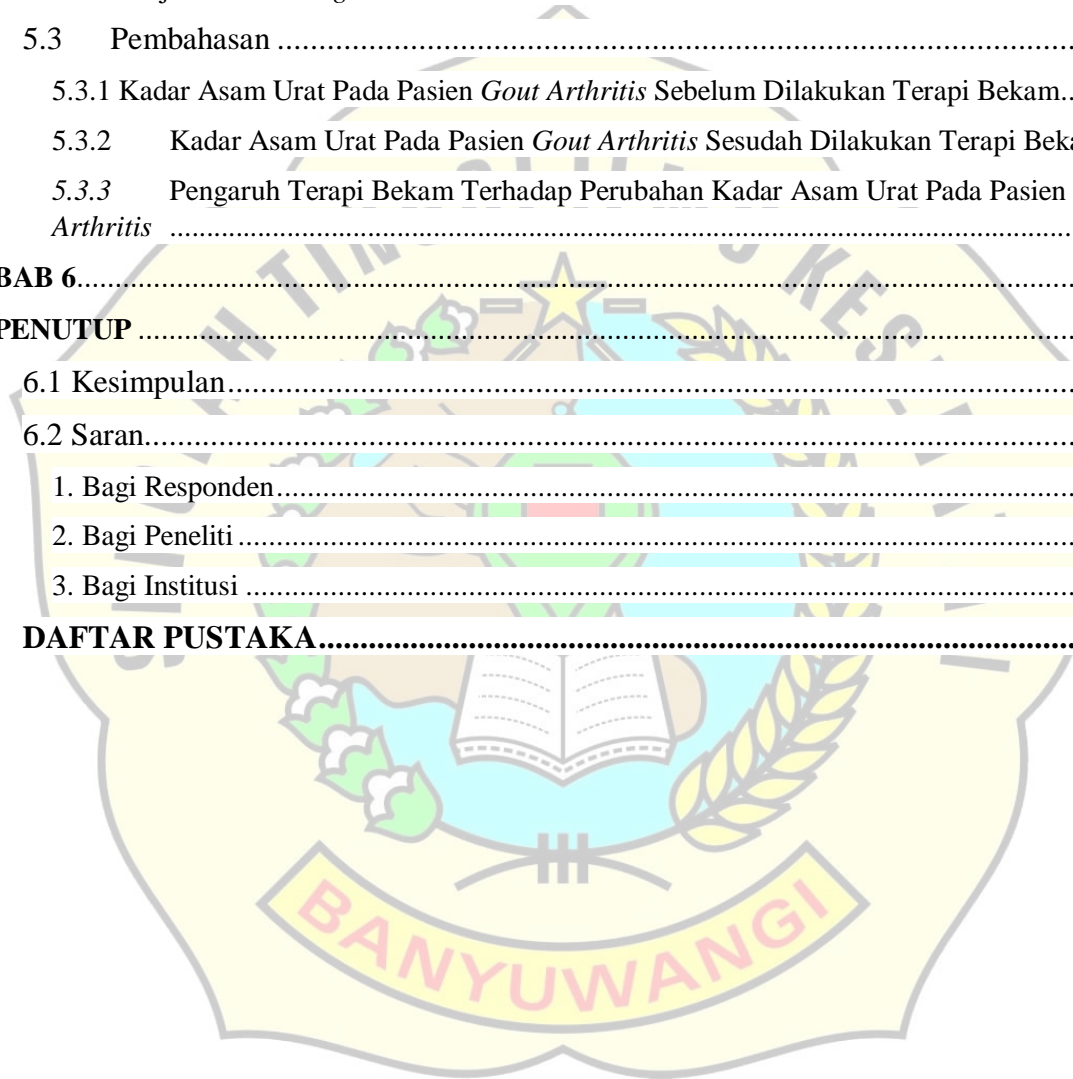 5.3 Pembahasan ........................................................................................................
5.3.1 Kadar Asam Urat Pada Pasien Gout Arthritis Sebelum Dilakukan Terapi Bekam..
5.3.2 Kadar Asam Urat Pada Pasien Gout Arthritis Sesudah Dilakukan Terapi Beka
5.3.3 Pengaruh Terapi Bekam Terhadap Perubahan Kadar Asam Urat Pada Pasien
Arthritis ........................................................................................................
BAB 6........................................................................................................
PENUTUP ........................................................................................................
6.1 Kesimpulan........................................................................................................
6.2 Saran........................................................................................................
1. Bagi Responden........................................................................................................
2. Bagi Peneliti ........................................................................................................
3. Bagi Institusi ........................................................................................................
DAFTAR PUSTAKA........................................................................................................
BANYUWANGI